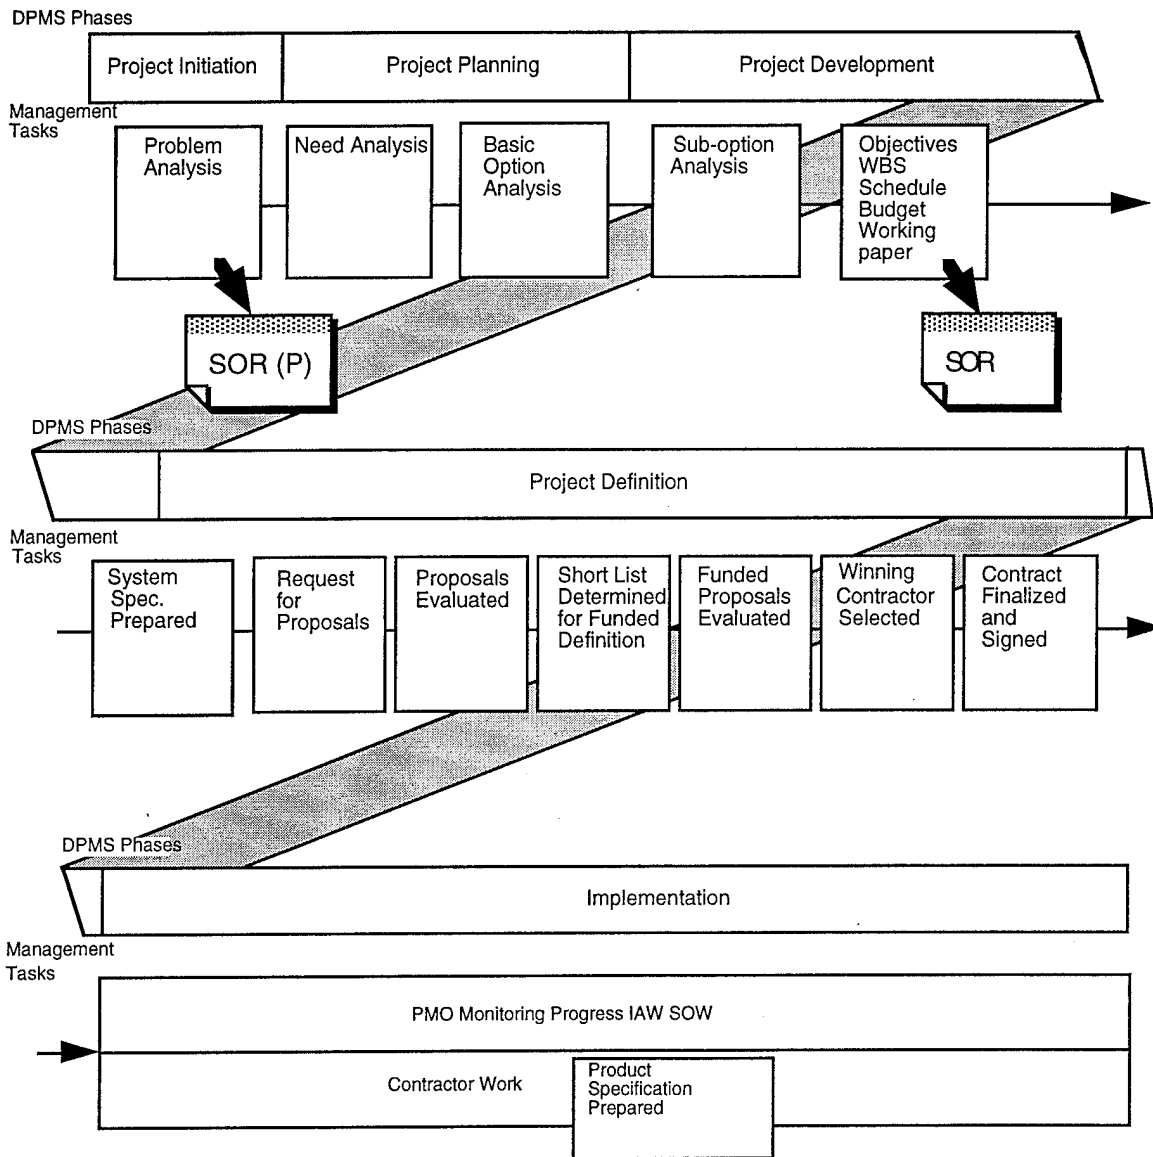 DPMS Phases
Project Initiation
Project Planning
Project Development
Management
Tasks
Problem
Analysis
Need Analysis
Basic
Option
Analysis
Sub-option
Analysis
Objectives
WBS
Schedule
Budget
Working
paper
SOR (P)
SOR
DPMS Phases
Project Definition
Management
Tasks
System
Spec.
Prepared
Request
for
Proposals
Proposals
Evaluated
Short List
Determined
for Funded
Definition
Funded
Proposals
Evaluated
Winning
Contractor
Selected
Contract
Finalized
and
Signed
DPMS Phases
Implementation
Management
Tasks
PMO Monitoring Progress IAW SOW
Contractor Work
Product
Specification
Prepared